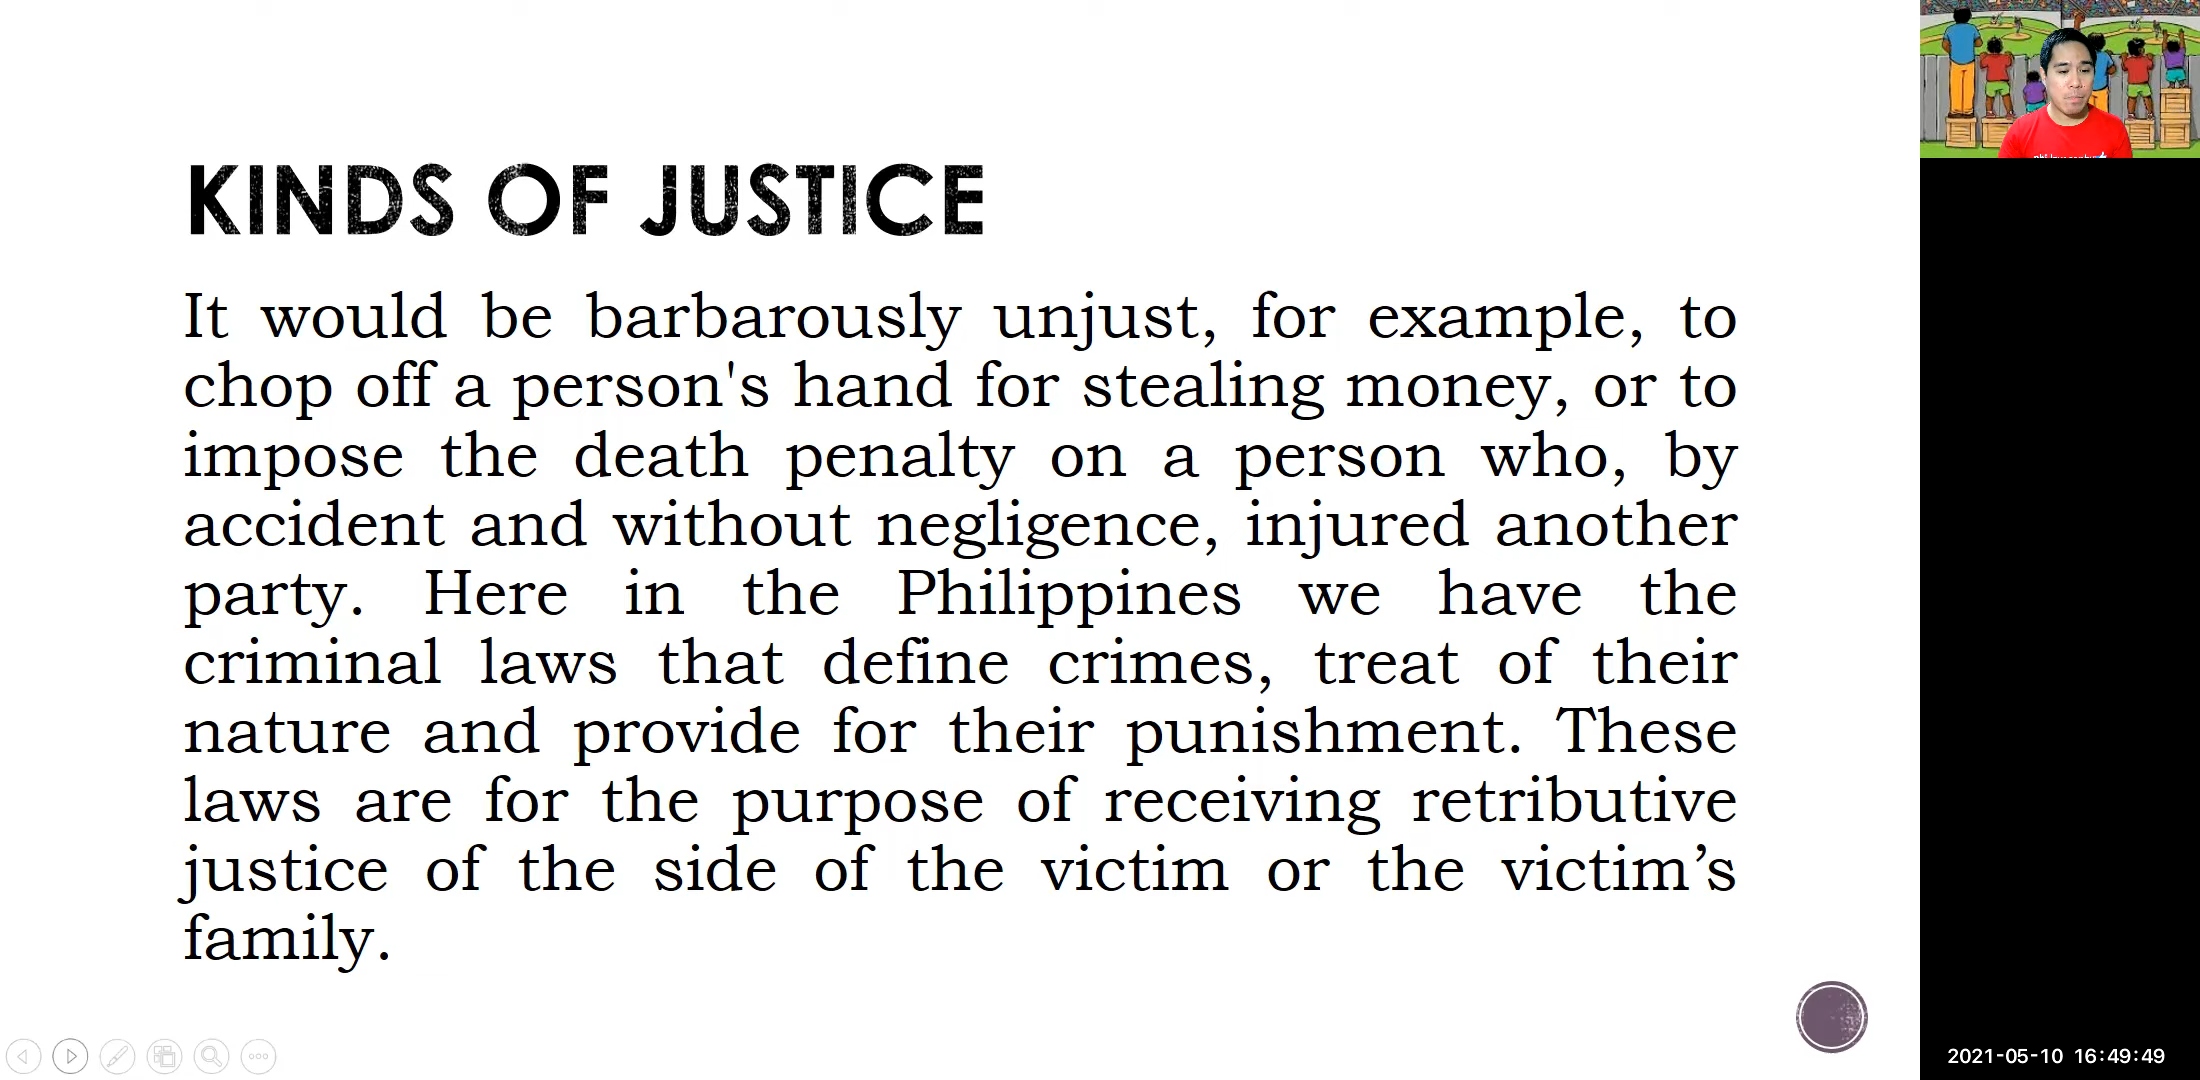 KINDS OF JUSTICE
It would be barbarously unjust, for example, to
chop off a person's hand for stealing money, or to
impose the death penalty on a person who, by
accident and without negligence, injured another
party. Here in the Philippines we have the
criminal laws that define crimes, treat of their
nature and provide for their punishment. These
laws are for the purpose of receiving retributive
justice of the side of the victim or the victim’s
family.
2021-05-10 16:49:49